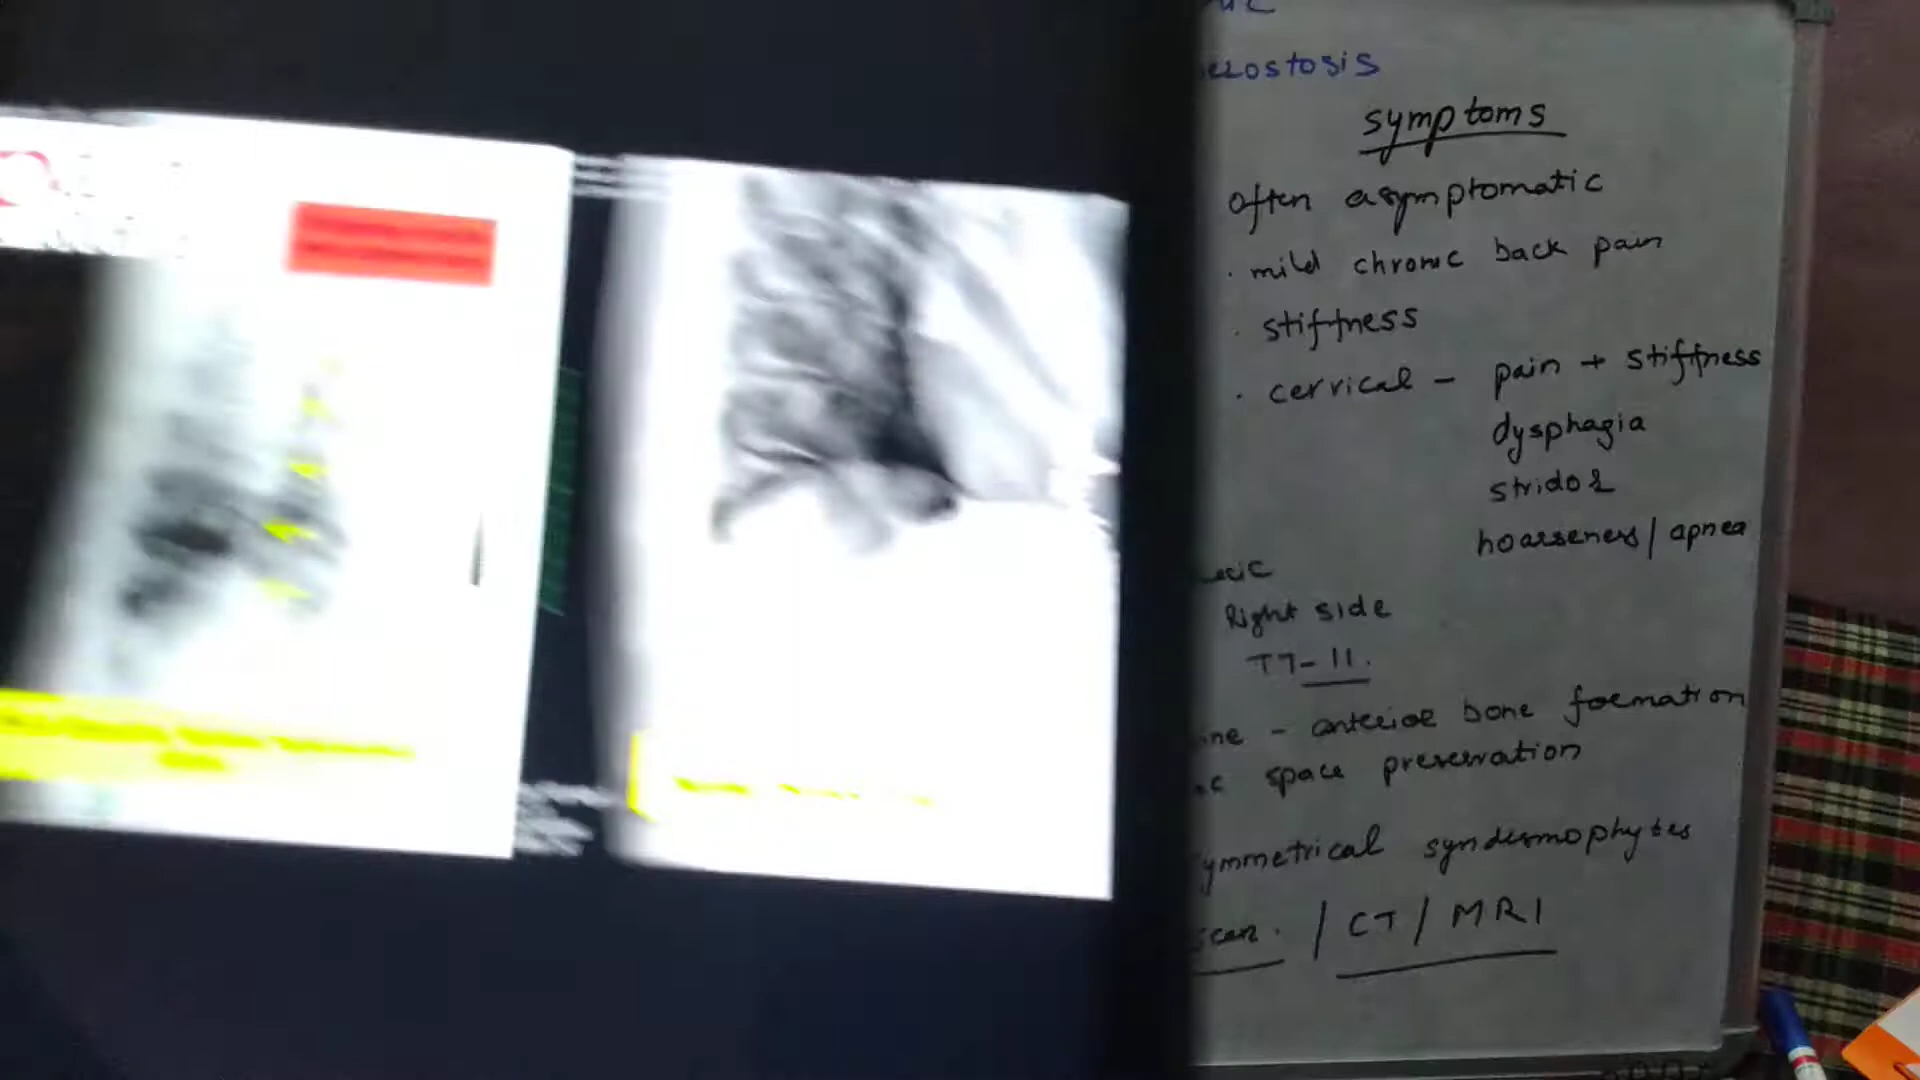 symptoms
often asymptomatic
. mild chronic back pain
. stiffness
. cervical – pain + stiffness
dysphagia
stridor
hoarseness / apnea
Right side
T7-11.
- anterior bone formation
space preservation
syndesmophytes
/ CT / MRI